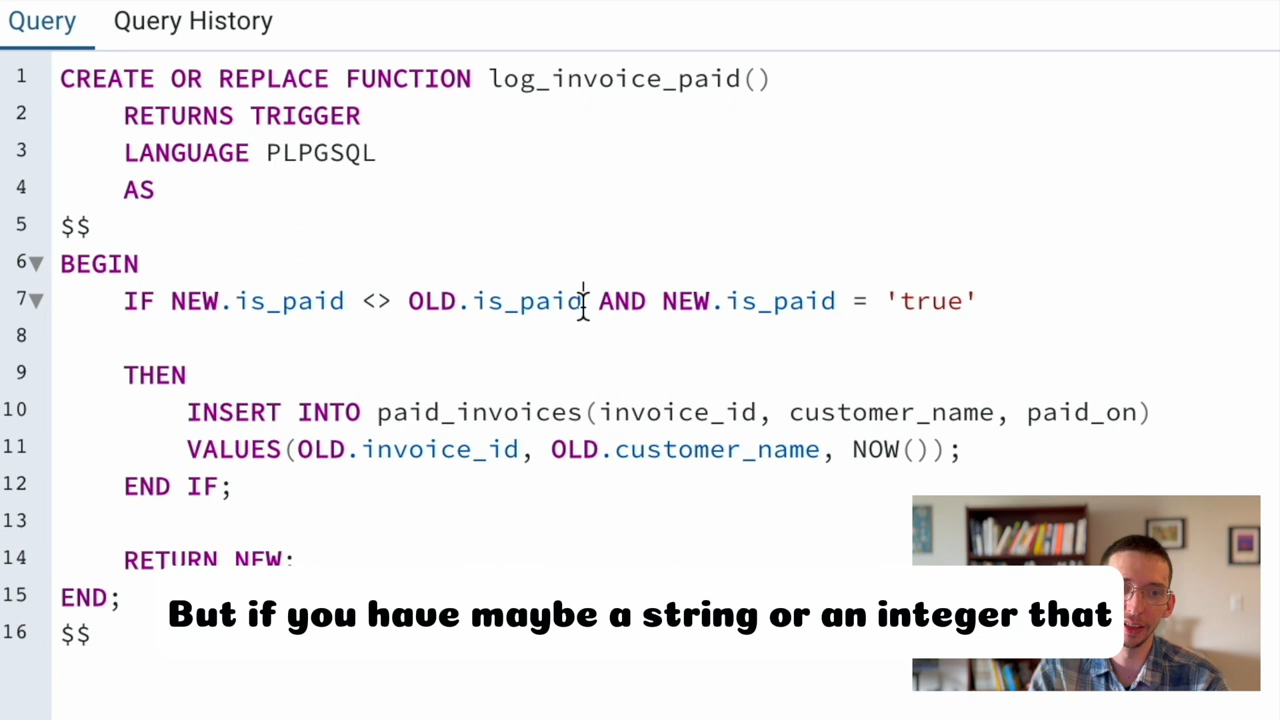 Query Query History
1 CREATE OR REPLACE FUNCTION log_invoice_paid()
2 RETURNS TRIGGER
3 LANGUAGE PLPGSQL
4 AS
5 $$
6 BEGIN
7 IF NEW.is_paid <> OLD.is_paid AND NEW.is_paid = 'true'
8
9 THEN
10 INSERT INTO paid_invoices(invoice_id, customer_name, paid_on)
11 VALUES(OLD.invoice_id, OLD.customer_name, NOW());
12 END IF;
13
14 RETURN NEW;
15 END;
But if you have maybe a string or an integer that
16 $$